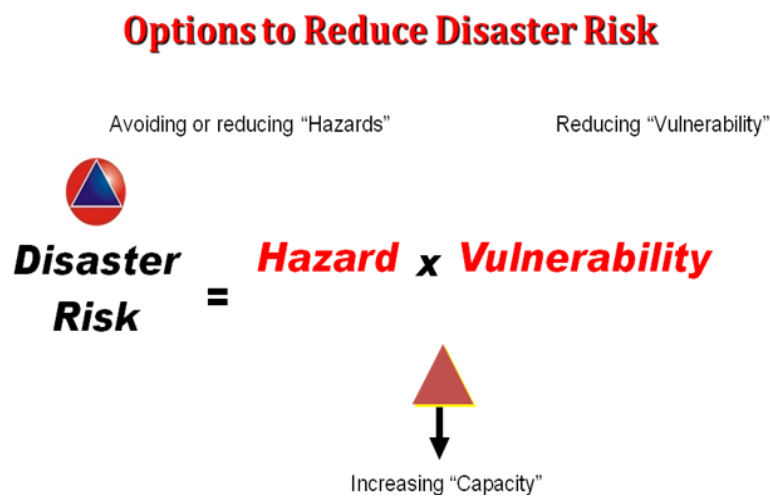 Options to Reduce Disaster Risk
Avoiding or reducing “Hazards”
Reducing “Vulnerability”
Disaster
Risk
=
Hazard x Vulnerability
Increasing “Capacity”